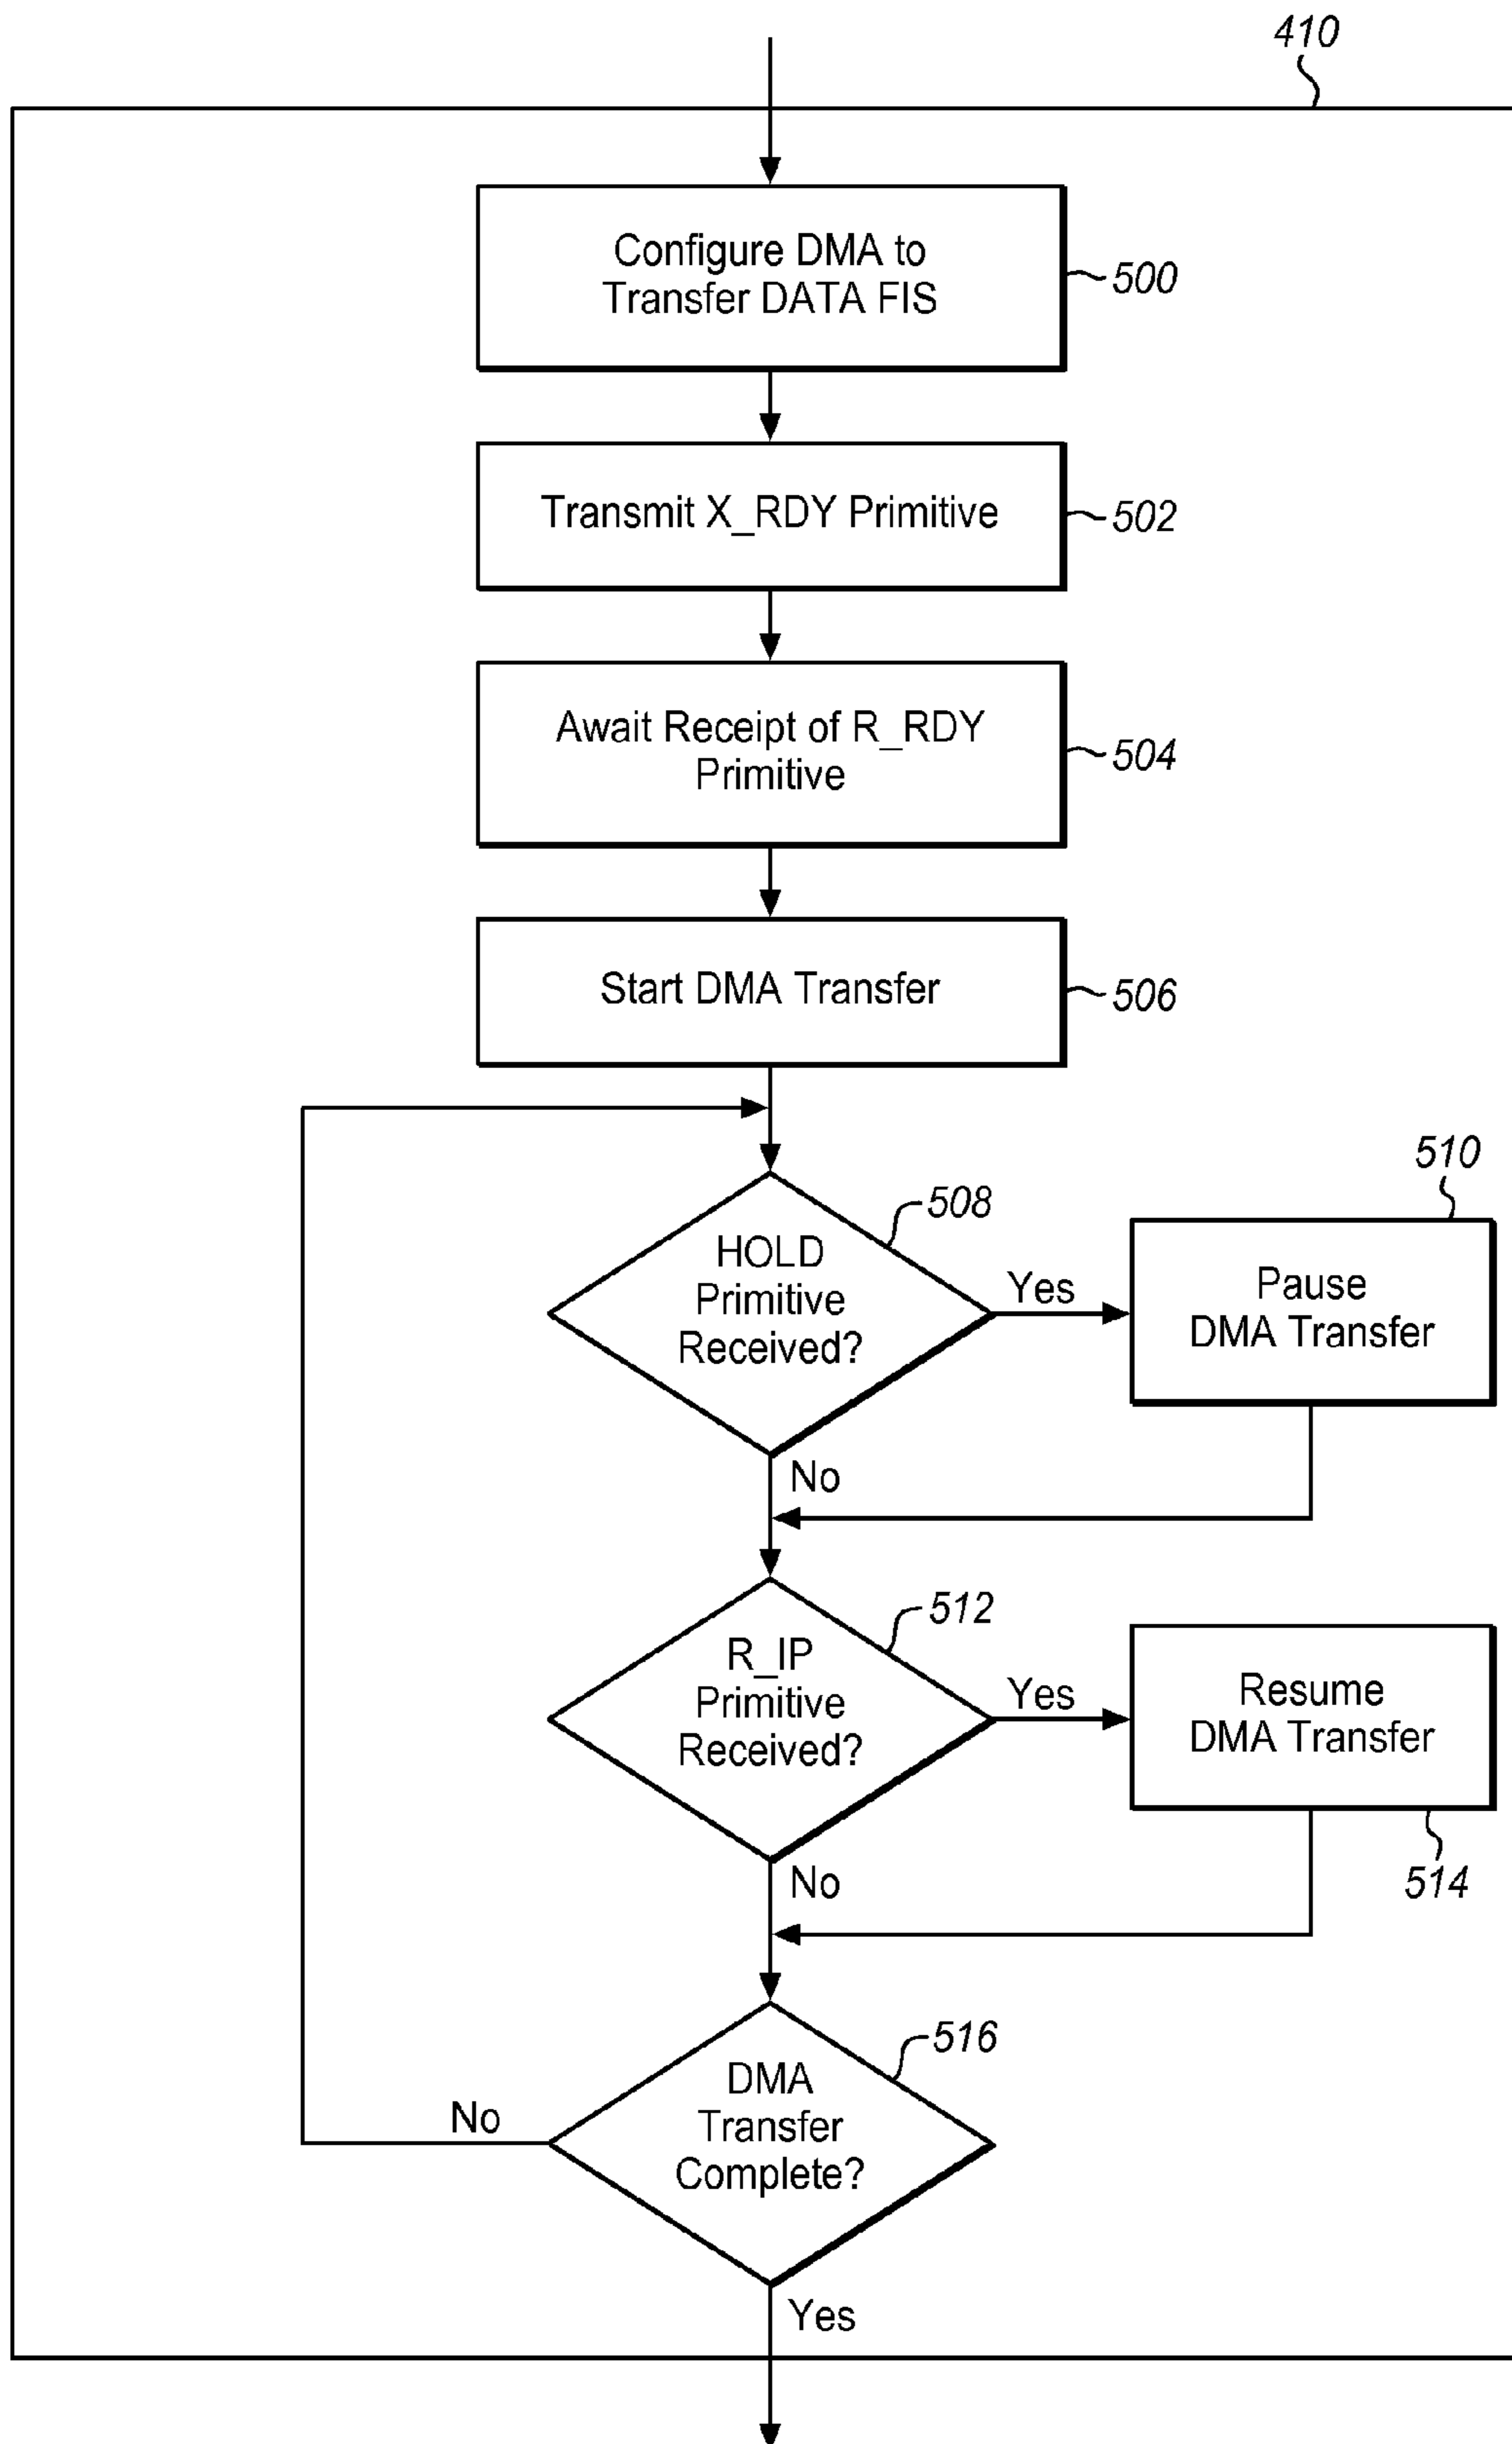 410
Configure DMA to
Transfer DATA FIS
500
Transmit X_RDY Primitive
502
Await Receipt of R_RDY
Primitive
504
Start DMA Transfer
506
508
HOLD
Primitive
Received?
Yes
510
Pause
DMA Transfer
No
512
R_IP
Primitive
Received?
Yes
Resume
DMA Transfer
514
No
516
DMA
Transfer
Complete?
No
Yes